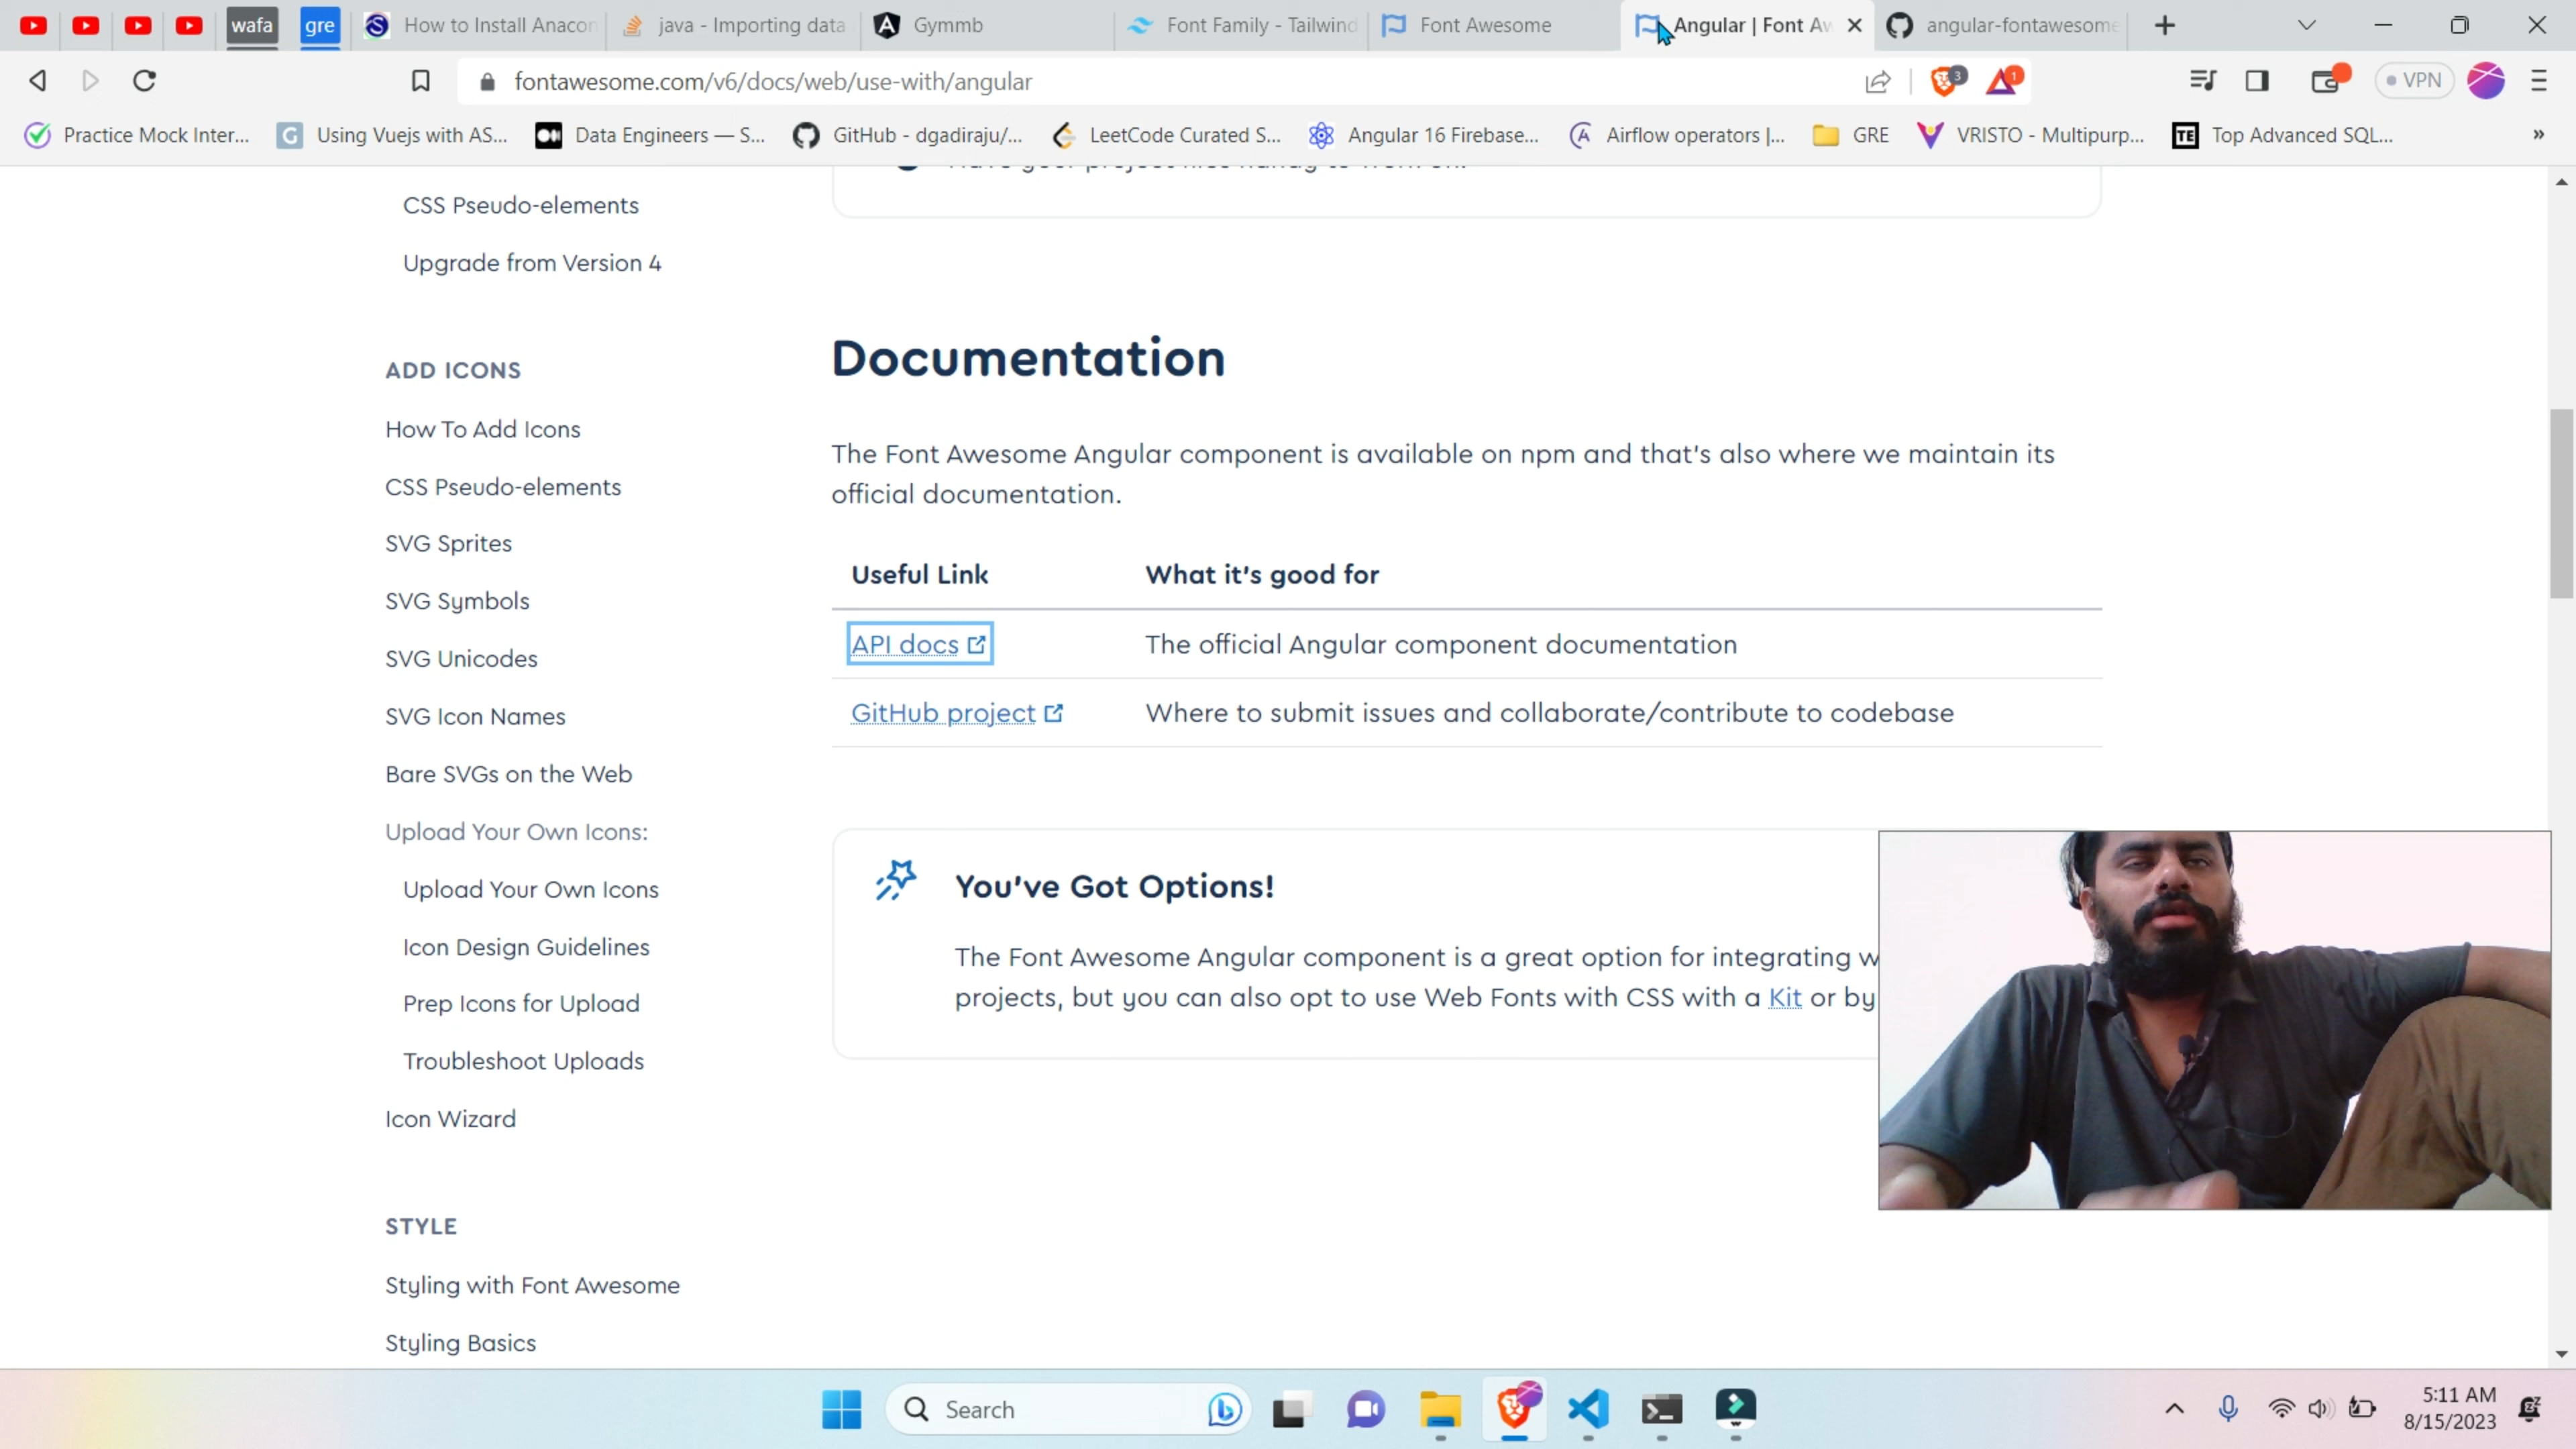 wafa
gre
How to Install Anacon
java - Importing data
Gymmb
Font Family - Tailwind
Font Awesome
Angular | Font Aw
angular-fontawesome
fontawesome.com/v6/docs/web/use-with/angular
3
1
VPN
Practice Mock Inter...
Using Vuejs with AS...
Data Engineers — S...
GitHub - dgadiraju/...
LeetCode Curated S...
Angular 16 Firebase...
Airflow operators |...
GRE
VRISTO - Multipurp...
Top Advanced SQL...
»
CSS Pseudo-elements
Upgrade from Version 4
ADD ICONS
How To Add Icons
CSS Pseudo-elements
SVG Sprites
SVG Symbols
SVG Unicodes
SVG Icon Names
Bare SVGs on the Web
Upload Your Own Icons:
Upload Your Own Icons
Icon Design Guidelines
Prep Icons for Upload
Troubleshoot Uploads
Icon Wizard
STYLE
Styling with Font Awesome
Styling Basics
Documentation
The Font Awesome Angular component is available on npm and that's also where we maintain its
official documentation.
Useful Link What it's good for
API docs The official Angular component documentation
GitHub project Where to submit issues and collaborate/contribute to codebase
You've Got Options!
The Font Awesome Angular component is a great option for integrating w
projects, but you can also opt to use Web Fonts with CSS with a Kit or by
Search
5:11 AM
8/15/2023